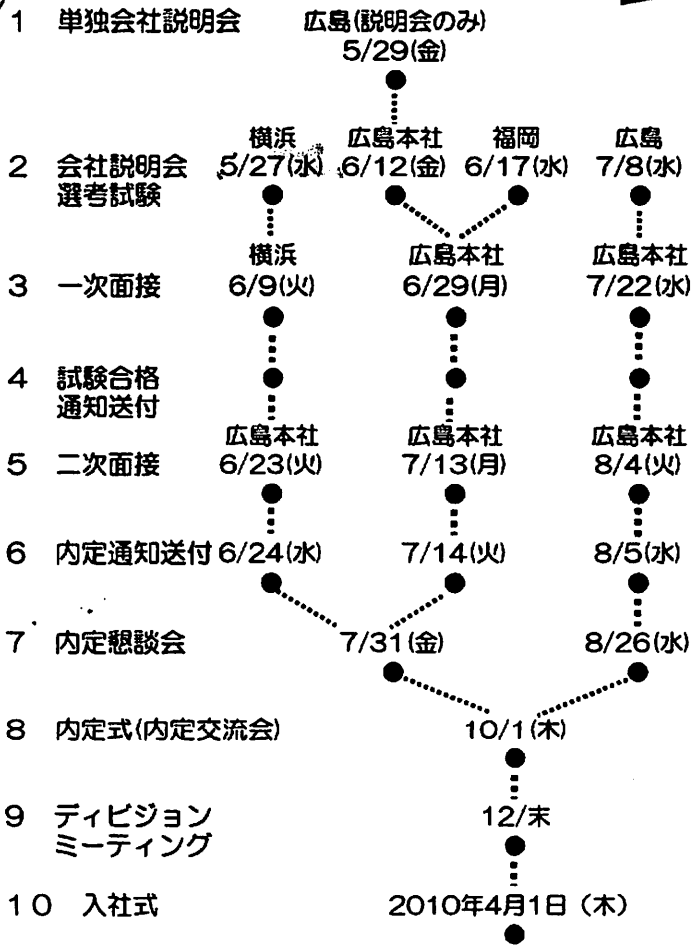 1 単独会社説明会 広島(説明会のみ)
5/29(金)
横浜 広島本社 福岡 広島
2 会社説明会 5/27(水) 6/12(金) 6/17(水) 7/8(水)
選考試験
横浜 広島本社 広島本社
3 一次面接 6/9(火) 6/29(月) 7/22(水)
4 試験合格
通知送付
広島本社 広島本社 広島本社
5 二次面接 6/23(火) 7/13(月) 8/4(火)
6 内定通知送付 6/24(水) 7/14(火) 8/5(水)
7 内定懇談会 7/31(金) 8/26(水)
8 内定式(内定交流会) 10/1(木)
9 ディビジョン 12/末
ミーティング
10 入社式 2010年4月1日（木）